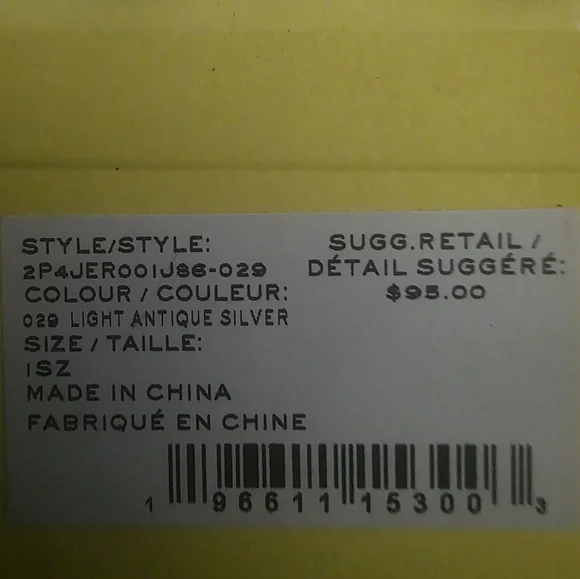 STYLE/STYLE:
2P4JER001J86-029
COLOUR / COULEUR:
029 LIGHT ANTIQUE SILVER
SIZE / TAILLE:
1SZ
MADE IN CHINA
FABRIQUÉ EN CHINE
SUGG.RETAIL /
DÉTAIL SUGGÉRÉ:
$95.00
1 96611 15300 3